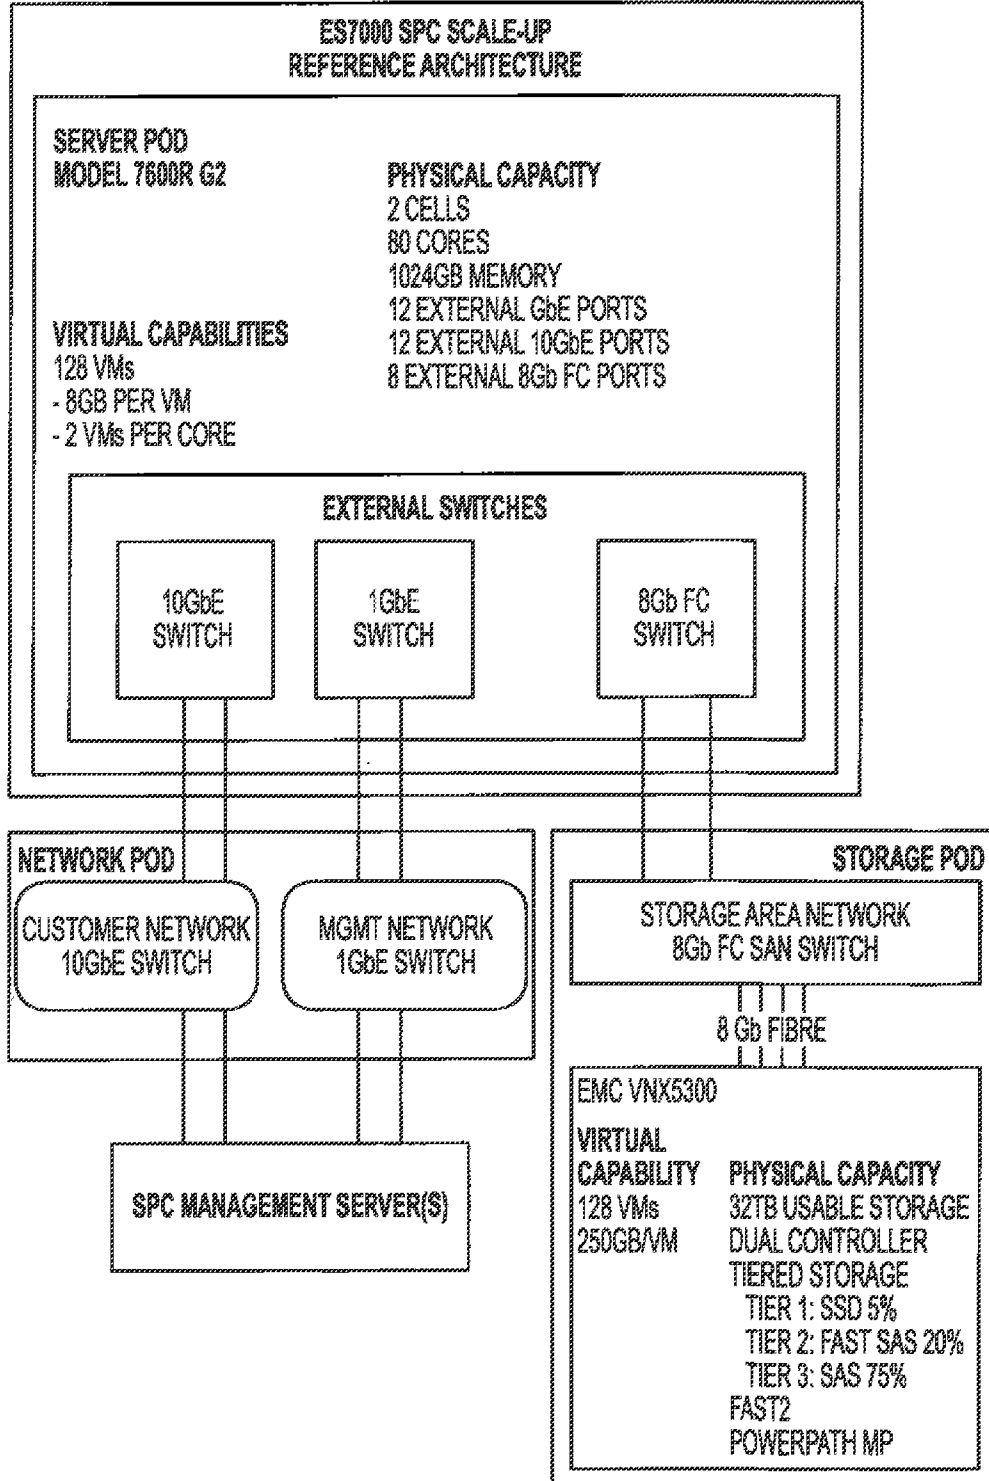 ES7000 SPC SCALE-UP
REFERENCE ARCHITECTURE
SERVER POD
MODEL 7600R G2
PHYSICAL CAPACITY
2 CELLS
80 CORES
1024GB MEMORY
12 EXTERNAL GbE PORTS
12 EXTERNAL 10GbE PORTS
8 EXTERNAL 8Gb FC PORTS
VIRTUAL CAPABILITIES
128 VMs
- 8GB PER VM
- 2 VMs PER CORE
EXTERNAL SWITCHES
10GbE
SWITCH
1GbE
SWITCH
8Gb FC
SWITCH
NETWORK POD
CUSTOMER NETWORK
10GbE SWITCH
MGMT NETWORK
1GbE SWITCH
SPC MANAGEMENT SERVER(S)
STORAGE POD
STORAGE AREA NETWORK
8Gb FC SAN SWITCH
8 Gb FIBRE
EMC VNX5300
VIRTUAL
CAPABILITY
128 VMs
250GB/VM
PHYSICAL CAPACITY
32TB USABLE STORAGE
DUAL CONTROLLER
TIERED STORAGE
TIER 1: SSD 5%
TIER 2: FAST SAS 20%
TIER 3: SAS 75%
FAST2
POWERPATH MP